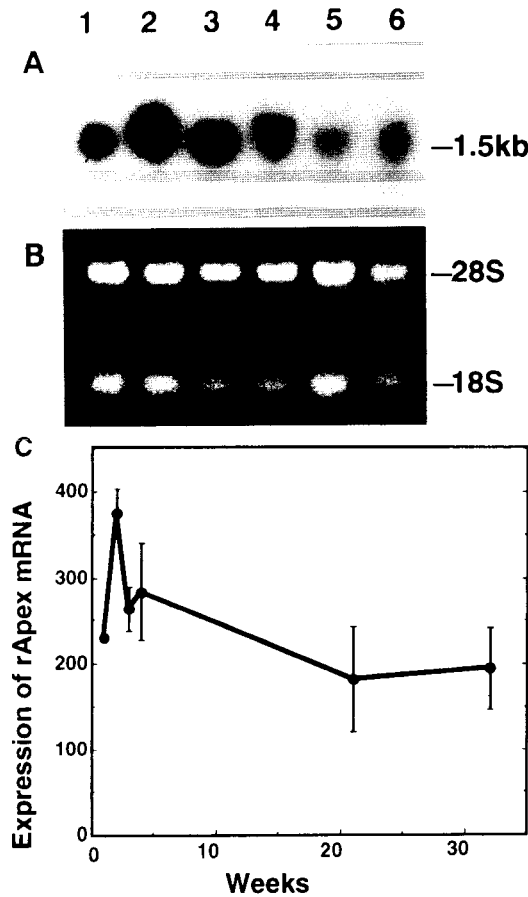 1 2 3 4 5 6
A
–1.5kb
B
–28S
–18S
C
Expression of rApex mRNA
400
300
200
100
0
0 10 20 30
Weeks